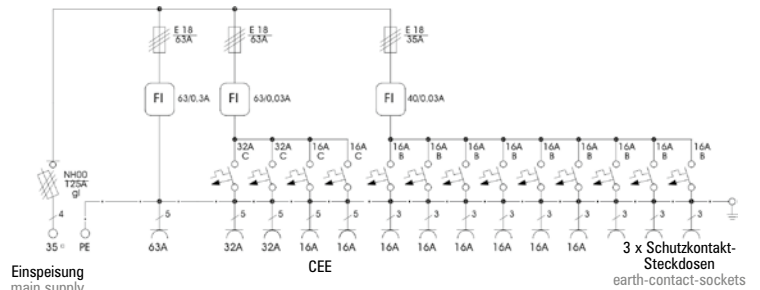 E 18 E 18 E 18
63A 63A 35A
FI 63/0,3A FI 63/0,03A FI 40/0,03A
32A 32A 16A 16A 16A 16A 16A 16A 16A 16A 16A 16A 16A
C C C C B B B B B B B B B
NH00
T25A
gl
4 5 5 5 5 5 3 3 3 3 3 3 3 3 3
35 PE 63A 32A 32A 16A 16A 16A 16A 16A 16A 16A 16A
3 x Schutzkontakt-
Steckdosen
Einspeisung CEE earth-contact-sockets
main supply